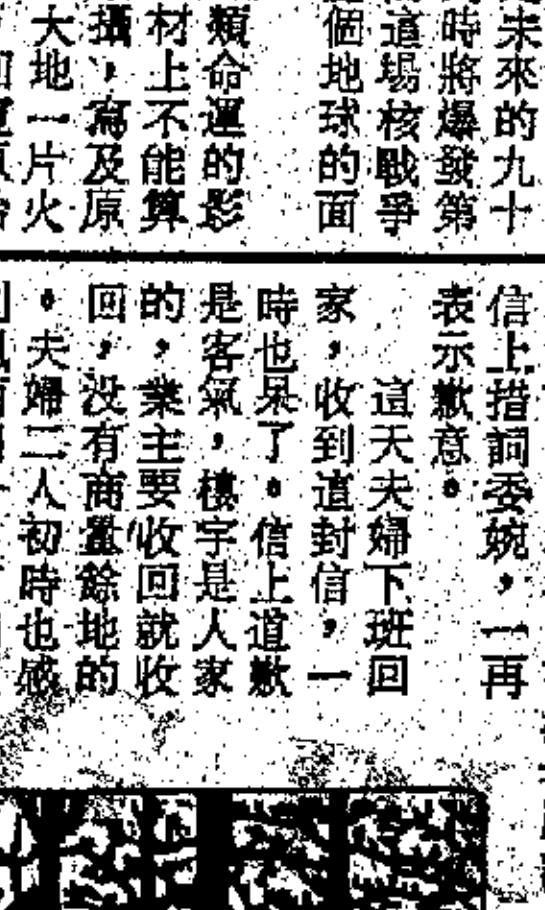 未來的九十
時將爆發第
這場核戰爭
個地球的面
類命運的影
材上不能算
攝，寫及原
大地一片火
信上措詞委婉，一再
表示歉意。
這天夫婦下班回
家，收到這封信，一
時也呆了。信上道歉
是客氣，樓宇是人家
的，業主要收回就收
回，没有商量餘地的
。夫婦二人初時也感